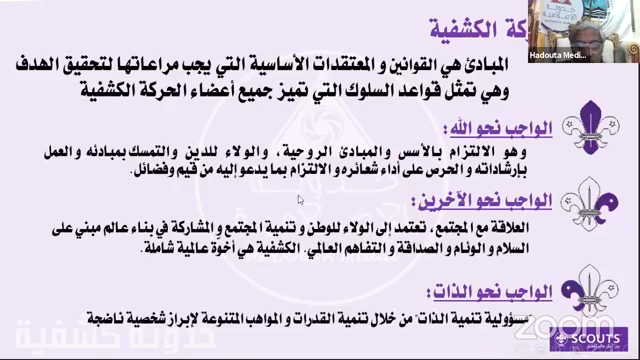 كة الكشفية
المبادئ هي القوانين و المعتقدات الأساسية التي يجب مراعاتها لتحقيق الهدف
وهي تمثل قواعد السلوك التي تميز جميع أعضاء الحركة الكشفية
الواجب نحو الله:
وهو الالتزام بالأسس والمبادئ الروحية، والولاء للدين والتمسك بمبادئه والعمل
بإرشاداته و الحرص على أداء شعائره و الالتزام بما يدعو إليه من قيم وفضائل.
الواجب نحو الآخرين:
العلاقة مع المجتمع، تعتمد إلى الولاء للوطن و تنمية المجتمع و المشاركة في بناء عالم مبني على
السلام و الوئام و الصداقة و التفاهم العالمي. الكشفية هي أخوّة عالمية شاملة.
الواجب نحو الذات:
مسؤولية تنمية الذات" من خلال تنمية القدرات و المواهب المتنوعة لإبراز شخصية ناضجة
Hadouta Medi...
zoom
SCOUTS
حدوتة كشفية